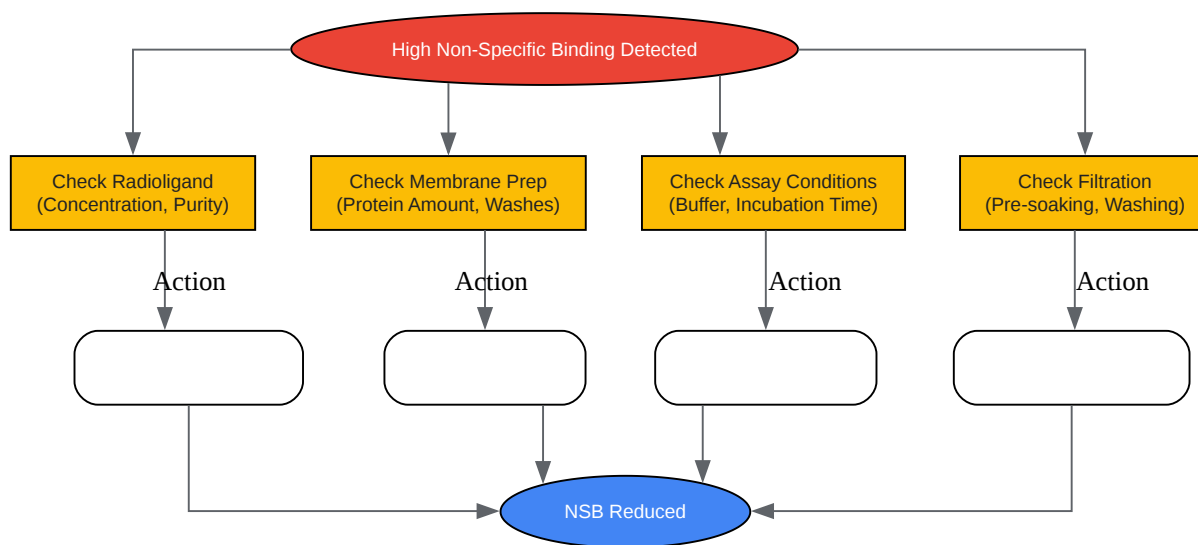 High Non-Specific Binding Detected
Check Radioligand
(Concentration, Purity)
Check Membrane Prep
(Protein Amount, Washes)
Check Assay Conditions
(Buffer, Incubation Time)
Check Filtration
(Pre-soaking, Washing)
Action
Action
Action
Action
NSB Reduced